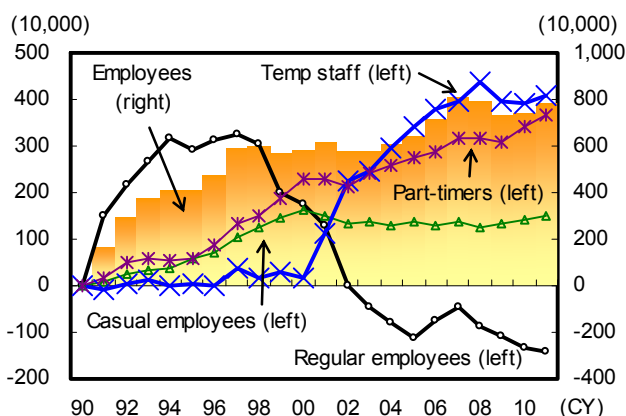 (10,000) (10,000)
500 1,000
Employees
(right)
Temp staff (left)
400 800
300 600
200 400
Part-timers (left)
100 200
0 0
Casual employees (left)
-100 -200
Regular employees (left)
-200 -400
90 92 94 96 98 00 02 04 06 08 10 (CY)